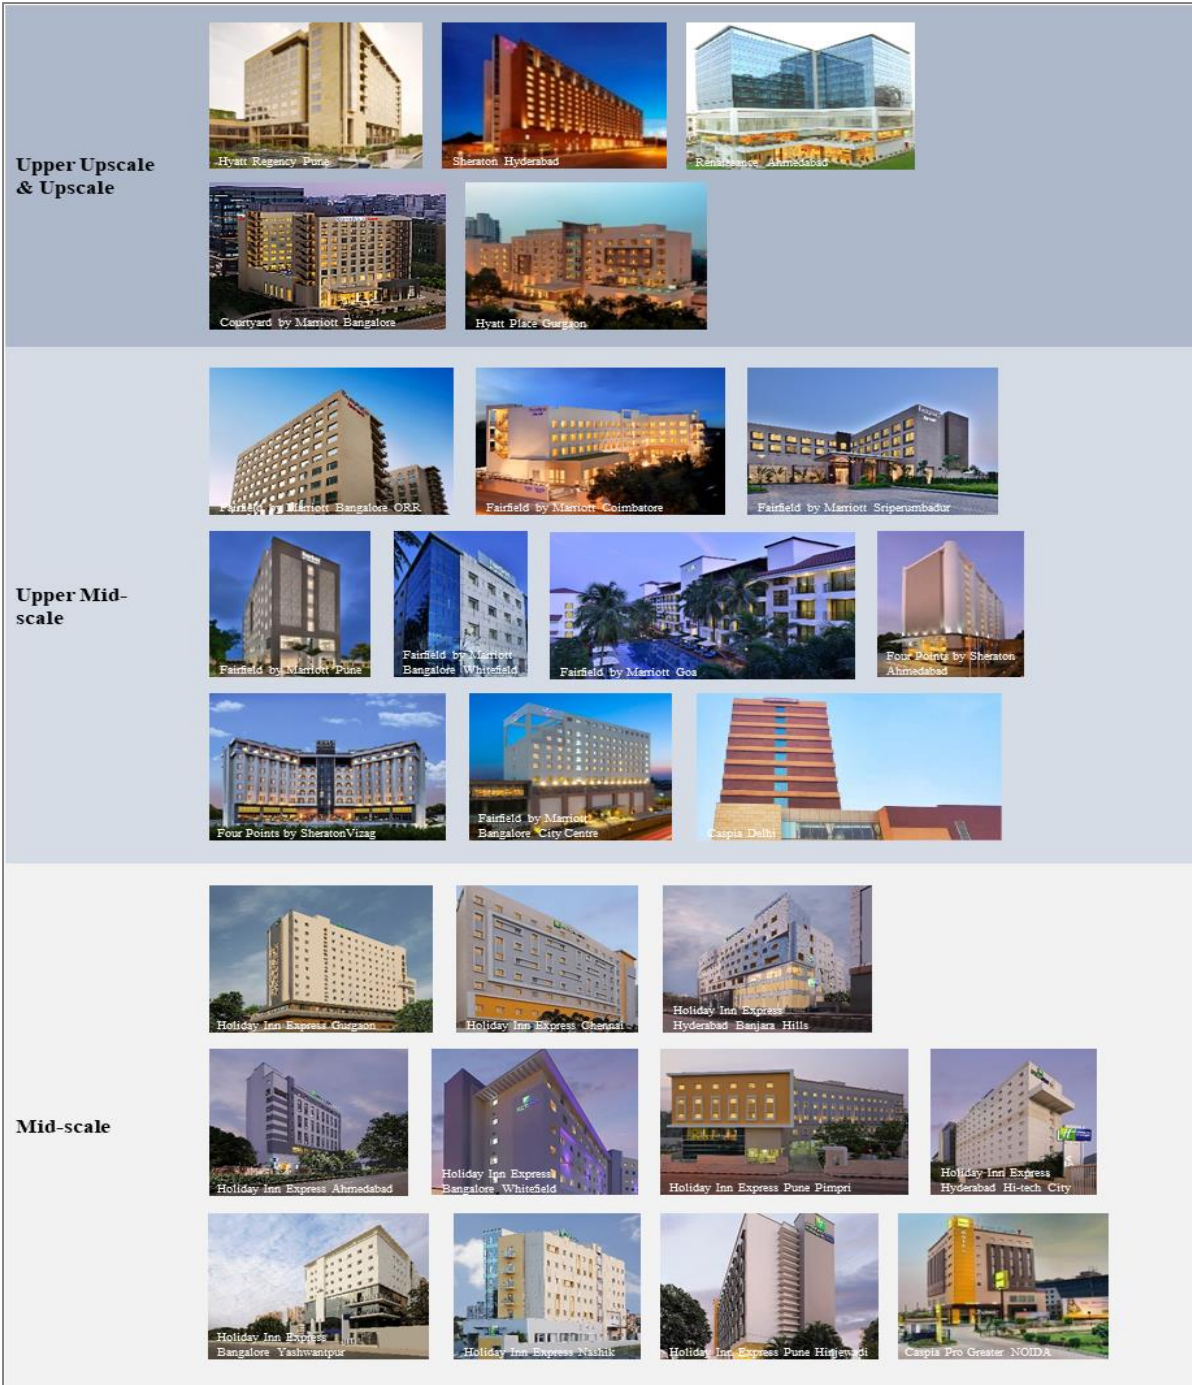 Upper Upscale
& Upscale
Hyatt Regency Pune
Sheraton Hyderabad
Renaissance Ahmedabad
Courtyard by Marriott Bangalore
Hyatt Place Gurgaon
Upper Mid-
scale
Fairfield by Marriott Bangalore ORR
Fairfield by Marriott Coimbatore
Fairfield by Marriott Sriperumbadur
Fairfield by Marriott Pune
Fairfield by Marriott
Bangalore Whitefield
Fairfield by Marriott Goa
Four Points by Sheraton
Ahmedabad
Four Points by SheratonVizag
Fairfield by Marriott
Bangalore City Centre
Caspia Delhi
Mid-scale
Holiday Inn Express Gurgaon
Holiday Inn Express Chennai
Holiday Inn Express
Hyderabad Banjara Hills
Holiday Inn Express Ahmedabad
Holiday Inn Express
Bangalore Whitefield
Holiday Inn Express Pune Pimpri
Holiday Inn Express
Hyderabad Hi-tech City
Holiday Inn Express
Bangalore Yashwantpur
Holiday Inn Express Nashik
Holiday Inn Express Pune Hinjewadi
Caspia Pro Greater NOIDA